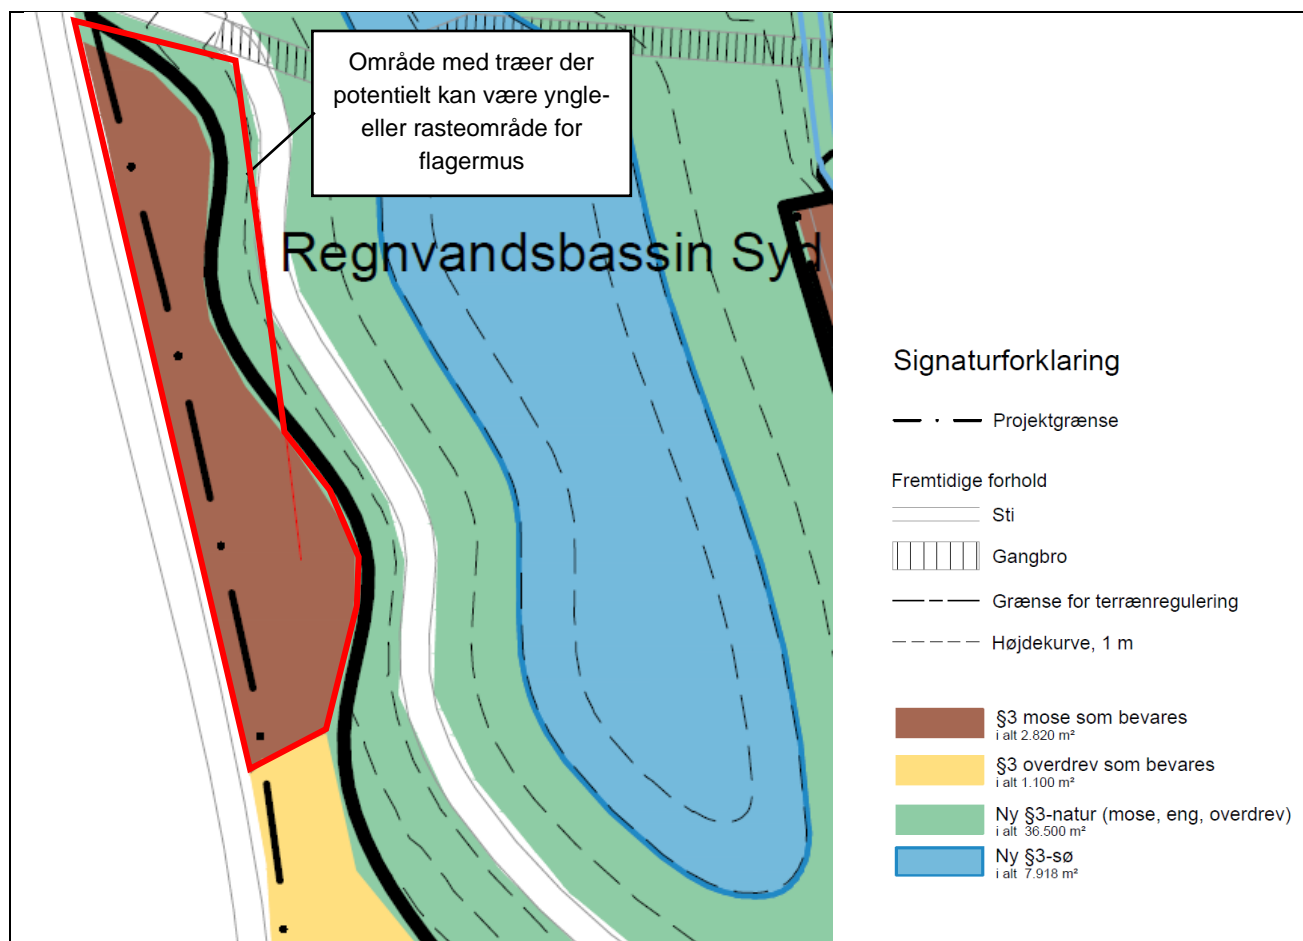 Område med træer der
potentielt kan være yngle-
eller rasteområde for
flagermus
Regnvandsbassin Syd
Signaturforklaring
Projektgrænse
Fremtidige forhold
Sti
Gangbro
Grænse for terrænregulering
Højdekurve, 1 m
§3 mose som bevares
i alt 2.820 m²
§3 overdrev som bevares
i alt 1.100 m²
Ny §3-natur (mose, eng, overdrev)
i alt 36.500 m²
Ny §3-sø
i alt 7.918 m²